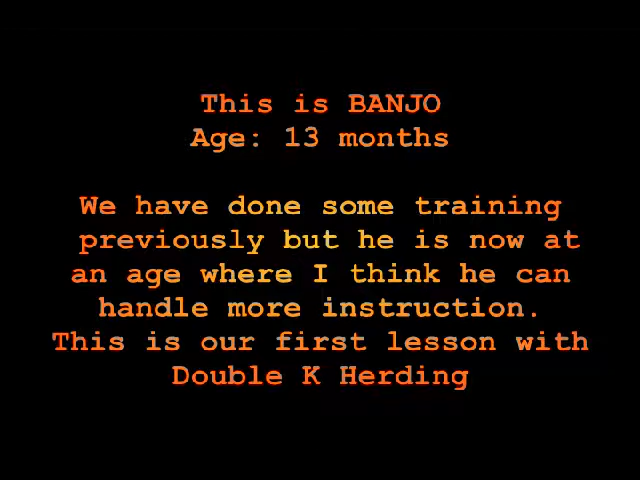 This is BANJO
Age: 13 months
We have done some training
previously but he is now at
an age where I think he can
handle more instruction.
This is our first lesson with
Double K Herding